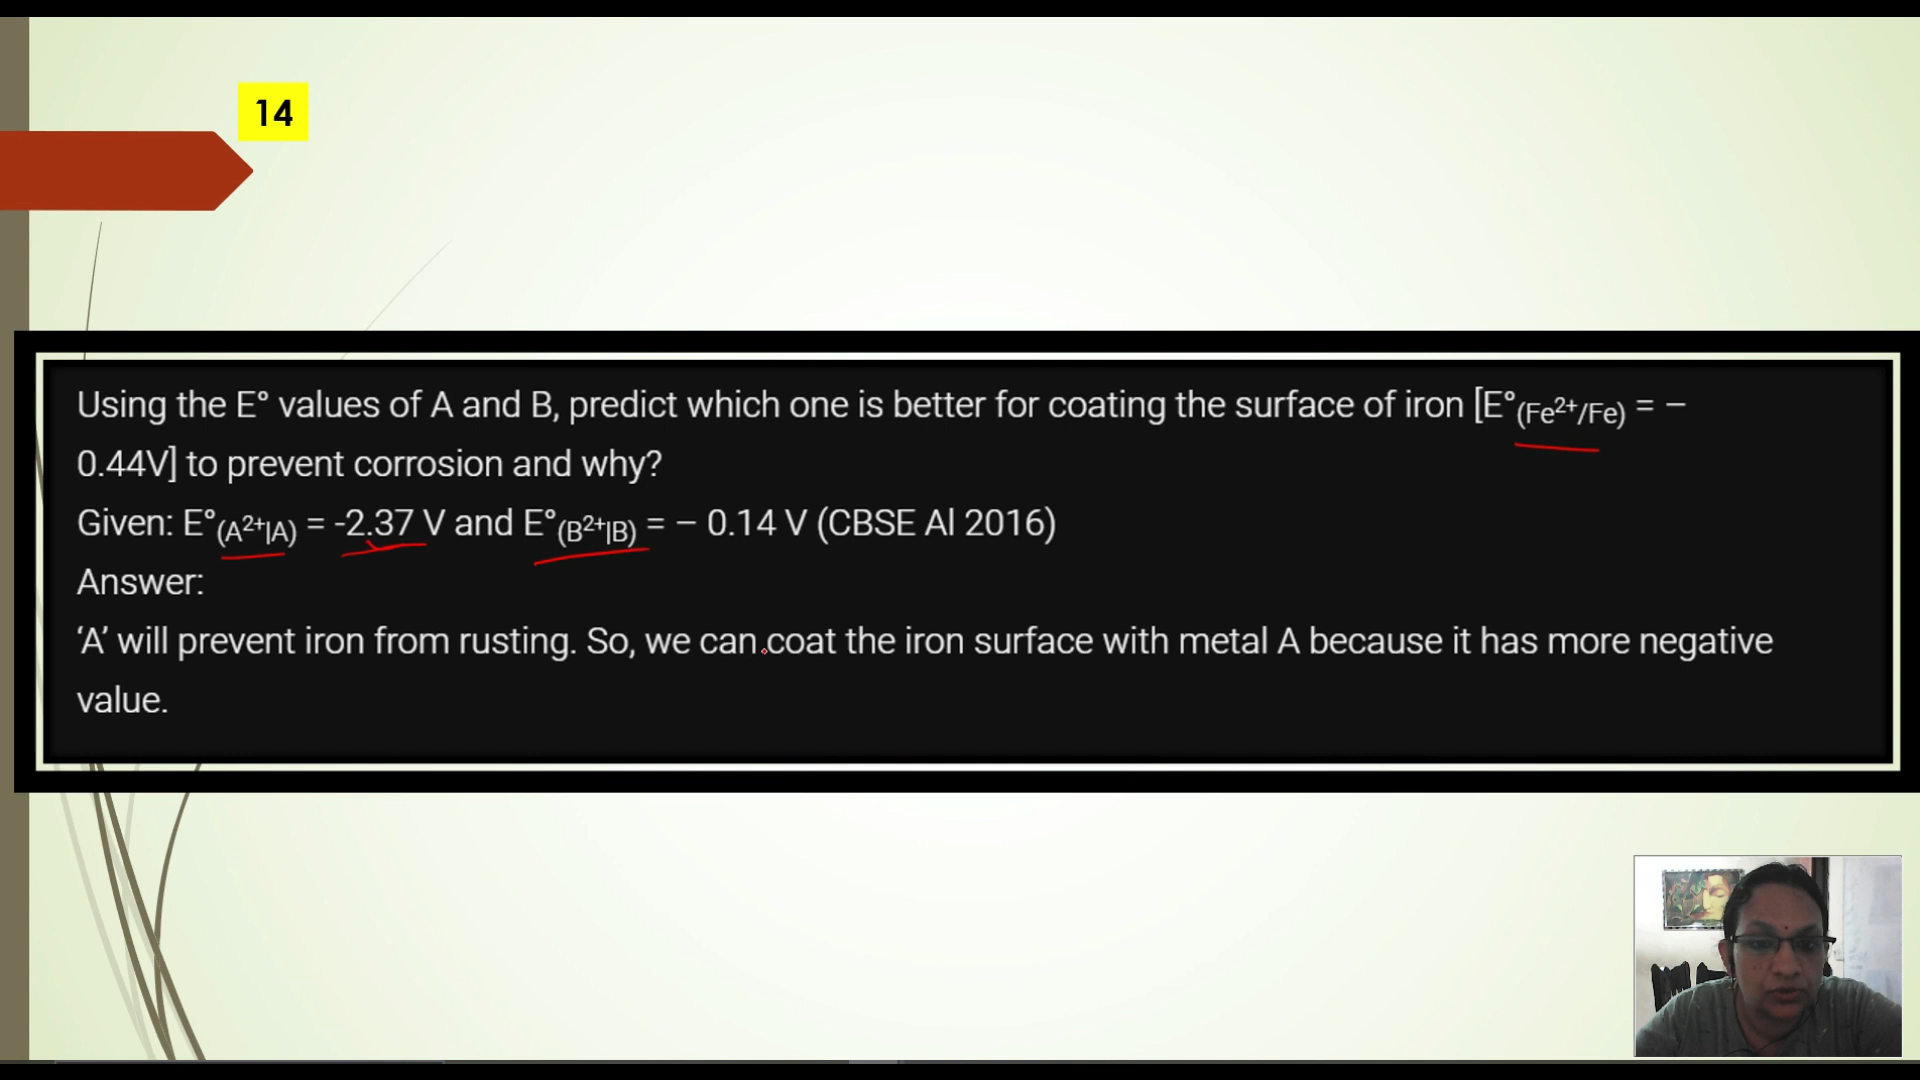 14
Using the E° values of A and B, predict which one is better for coating the surface of iron [E°(Fe²⁺/Fe) = –
0.44V] to prevent corrosion and why?
Given: E°(A²⁺|A) = -2.37 V and E°(B²⁺|B) = – 0.14 V (CBSE Al 2016)
Answer:
‘A’ will prevent iron from rusting. So, we can coat the iron surface with metal A because it has more negative
value.